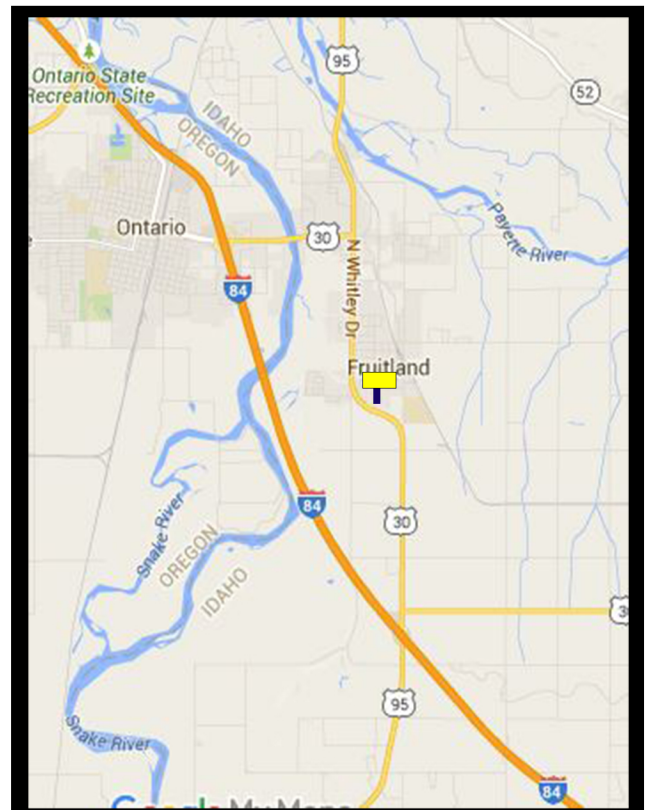 95
52
Ontario State
Recreation Site
IDAHO
OREGON
Payette River
Ontario
30
N Whitley Dr
84
Fruitland
84
30
Snake River
OREGON
IDAHO
95
Snake River
84